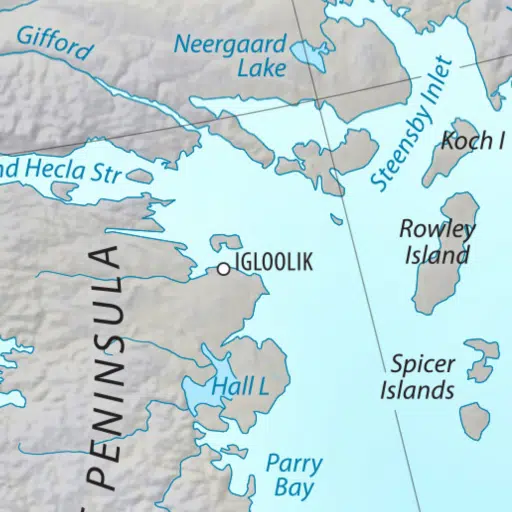 Gifford
Neergaard
Lake
Steensby Inlet
Koch I
Hecla Str
Rowley
Island
IGLOOLIK
PENINSULA
Spicer
Islands
Hall L
Parry
Bay